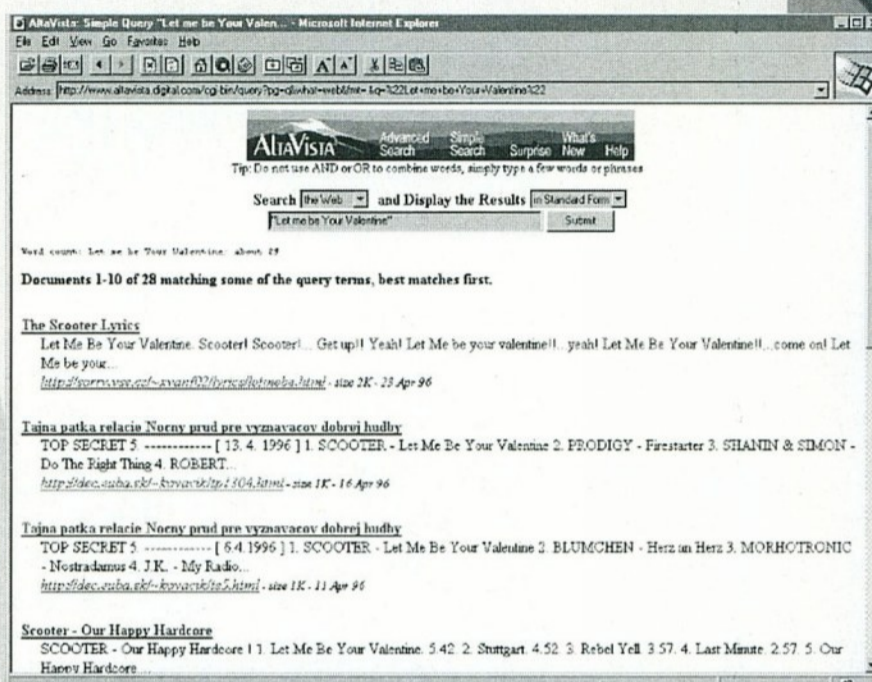 AltaVista: Simple Query "Let me be Your Valen... - Microsoft Internet Explorer
File Edit View Go Favorites Help
Address: http://www.altavista.digital.com/cgi-bin/query?pg=q&what=web&fmt=.&q=%22Let+me+be+Your+Valentine%22
ALTAVISTA Advanced Search Simple Search Surprise What's New Help
Tip: Do not use AND or OR to combine words, simply type a few words or phrases
Search the Web and Display the Results in Standard Form
"Let me be Your Valentine" Submit
Word count: Let me be Your Valentine: about
Documents 1-10 of 28 matching some of the query terms, best matches first.
The Scooter Lyrics
Let Me Be Your Valentine. Scooter! Scooter!... Get up!! Yeah! Let Me be your valentine!!...yeah! Let Me Be Your Valentine!!...come on! Let
Me be your...
- size 2K - 23 Apr 96
Tajna patka relacie Nocny prud pre vyznavacov dobrej hudby
TOP SECRET 5. ------------ [ 13. 4. 1996 ] 1. SCOOTER - Let Me Be Your Valentine 2. PRODIGY - Firestarter 3. SHANIN & SIMON -
Do The Right Thing 4. ROBERT...
- size 1K - 16 Apr 96
Tajna patka relacie Nocny prud pre vyznavacov dobrej hudby
TOP SECRET 5. ------------ [ 6.4.1996 ] 1. SCOOTER - Let Me Be Your Valentine 2. BLUMCHEN - Herz an Herz 3. MORHOTRONIC
- Nostradamus 4. J.K. - My Radio...
- size 1K - 11 Apr 96
Scooter - Our Happy Hardcore
SCOOTER - Our Happy Hardcore ! 1. Let Me Be Your Valentine. 5.42. 2. Stuttgart. 4.52. 3. Rebel Yell. 3.57. 4. Last Minute. 2.57. 5. Our
Happy Hardcore....